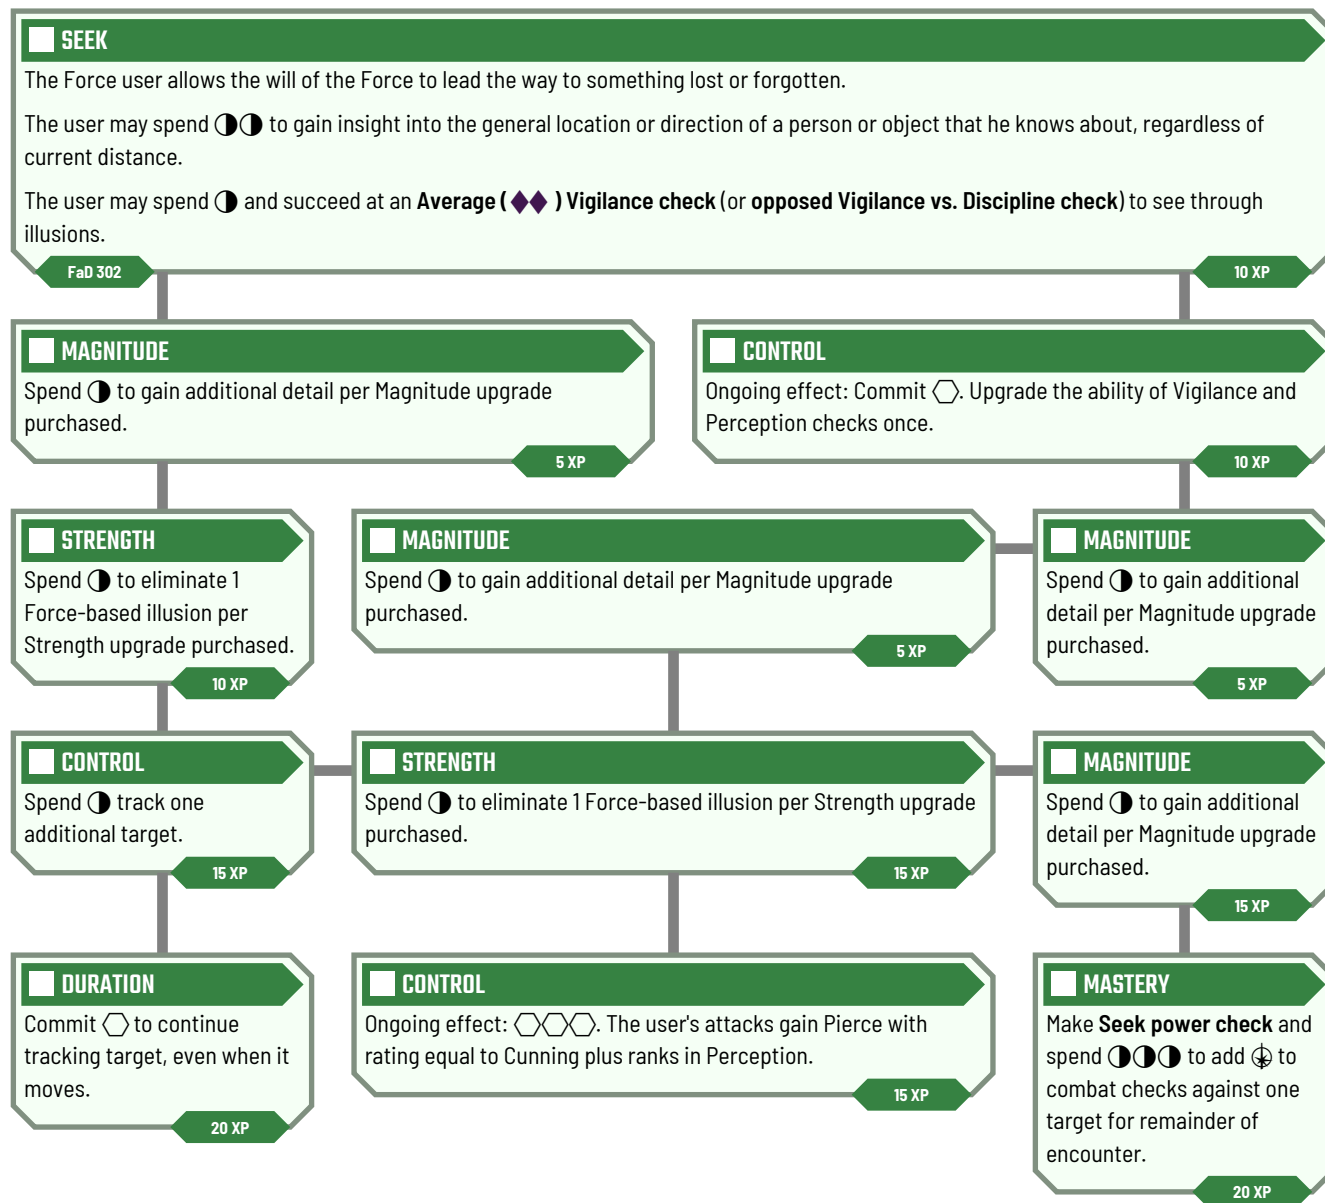 SEEK
The Force user allows the will of the Force to lead the way to something lost or forgotten.
The user may spend to gain insight into the general location or direction of a person or object that he knows about, regardless of
current distance.
The user may spend and succeed at an Average ( ) Vigilance check (or opposed Vigilance vs. Discipline check) to see through
illusions.
FaD 302
10 XP
MAGNITUDE
Spend to gain additional detail per Magnitude upgrade
purchased.
5 XP
CONTROL
Ongoing effect: Commit . Upgrade the ability of Vigilance and
Perception checks once.
10 XP
STRENGTH
Spend to eliminate 1
Force-based illusion per
Strength upgrade purchased.
10 XP
MAGNITUDE
Spend to gain additional detail per Magnitude upgrade
purchased.
5 XP
MAGNITUDE
Spend to gain additional
detail per Magnitude upgrade
purchased.
5 XP
CONTROL
Spend track one
additional target.
15 XP
STRENGTH
Spend to eliminate 1 Force-based illusion per Strength upgrade
purchased.
15 XP
MAGNITUDE
Spend to gain additional
detail per Magnitude upgrade
purchased.
15 XP
DURATION
Commit to continue
tracking target, even when it
moves.
20 XP
CONTROL
Ongoing effect: . The user's attacks gain Pierce with
rating equal to Cunning plus ranks in Perception.
15 XP
MASTERY
Make Seek power check and
spend to add to
combat checks against one
target for remainder of
encounter.
20 XP